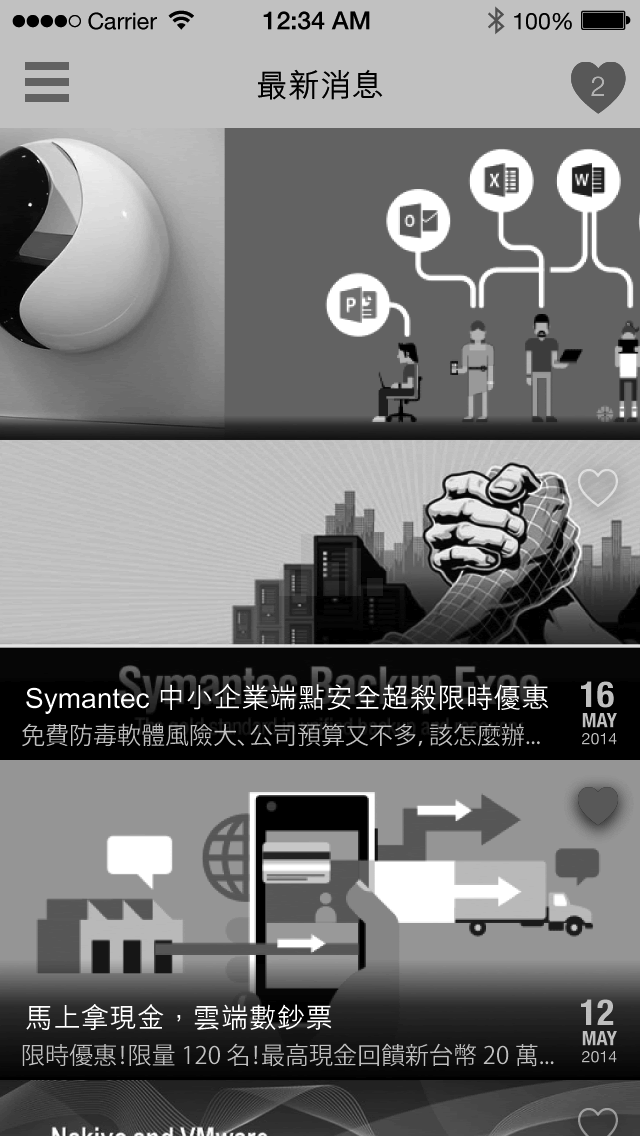 Carrier 12:34 AM 100%
最新消息
2
X
W
O
P
Symantec Backup Exec
Symantec 中小企業端點安全超殺限時優惠
免費防毒軟體風險大、公司預算又不多, 該怎麼辦...
16
MAY
2014
馬上拿現金，雲端數鈔票
限時優惠!限量 120 名!最高現金回饋新台幣 20 萬...
12
MAY
2014
Nakivo and VMware